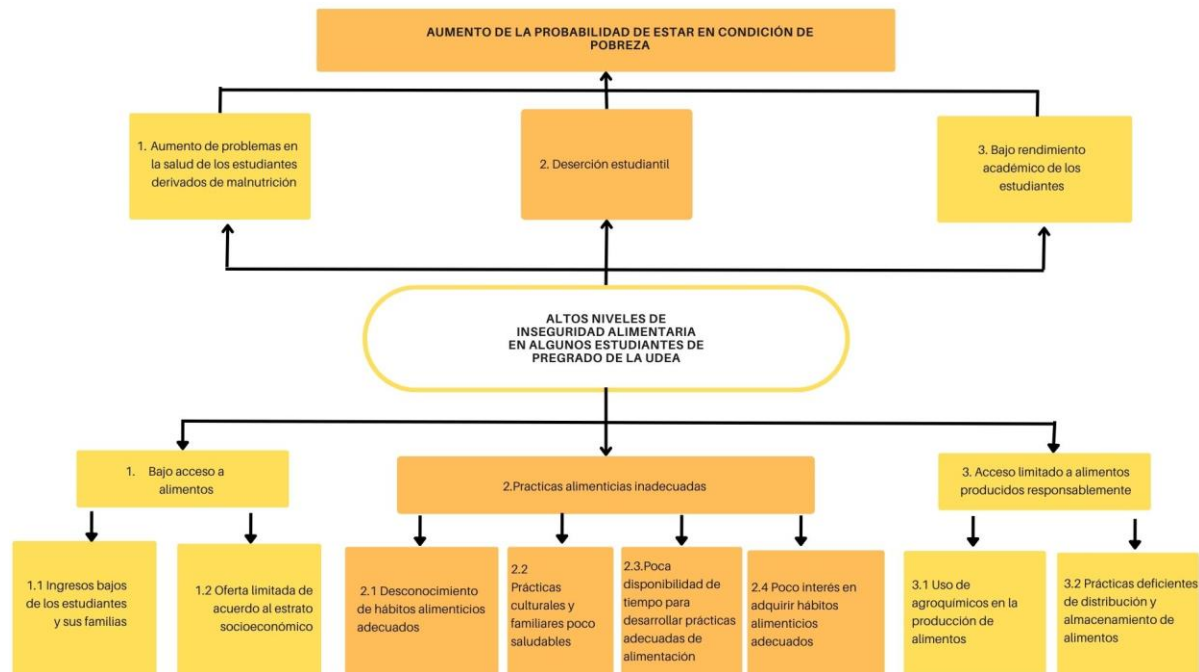 AUMENTO DE LA PROBABILIDAD DE ESTAR EN CONDICIÓN DE
POBREZA
1. Aumento de problemas en
la salud de los estudiantes
derivados de malnutrición
2. Deserción estudiantil
3. Bajo rendimiento
académico de los
estudiantes
ALTOS NIVELES DE
INSEGURIDAD ALIMENTARIA
EN ALGUNOS ESTUDIANTES DE
PREGRADO DE LA UDEA
1. Bajo acceso a
alimentos
2.Practicas alimenticias inadecuadas
3. Acceso limitado a alimentos
producidos responsablemente
1.1 Ingresos bajos
de los estudiantes
y sus familias
1.2 Oferta limitada de
acuerdo al estrato
socioeconómico
2.1 Desconocimiento
de hábitos alimenticios
adecuados
2.2
Prácticas
culturales y
familiares poco
saludables
2.3.Poca
disponibilidad de
tiempo para
desarrollar prácticas
adecuadas de
alimentación
2.4 Poco interés en
adquirir hábitos
alimenticios
adecuados
3.1 Uso de
agroquímicos en la
producción de
alimentos
3.2 Prácticas deficientes
de distribución y
almacenamiento de
alimentos